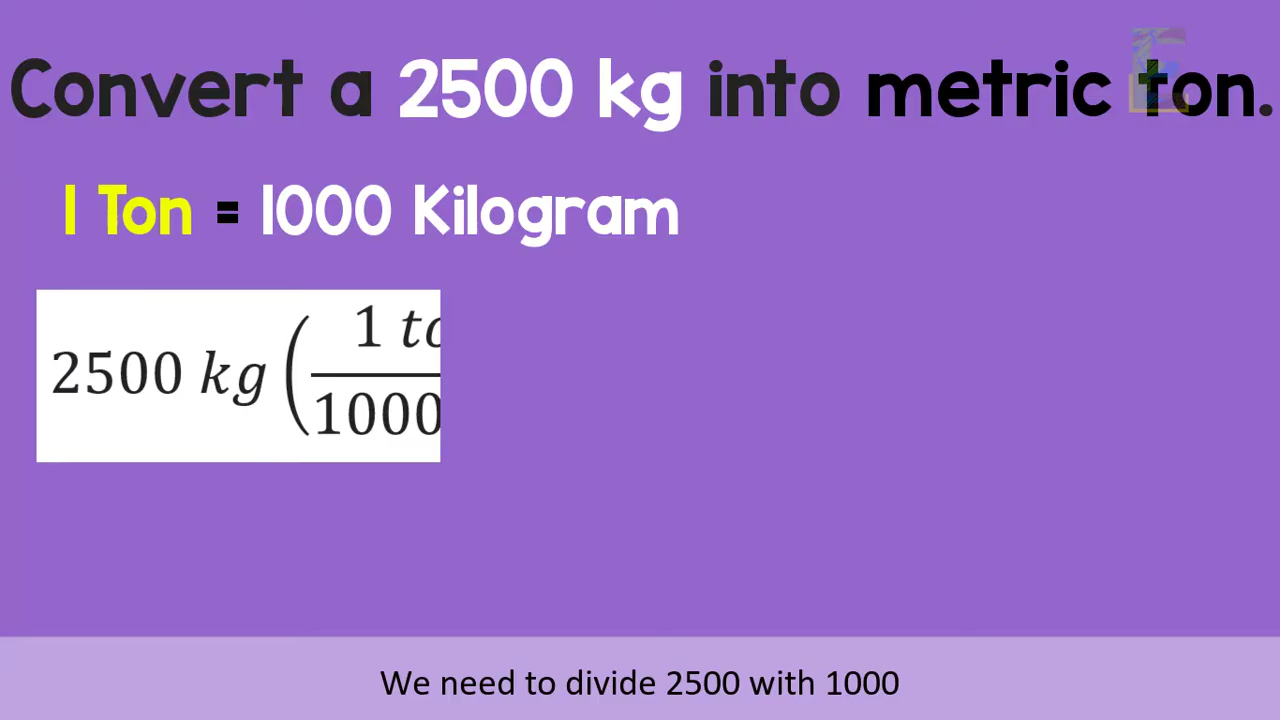 Convert a 2500 kg into metric ton.
1 Ton = 1000 Kilogram
2500 kg (1 to
1000
We need to divide 2500 with 1000